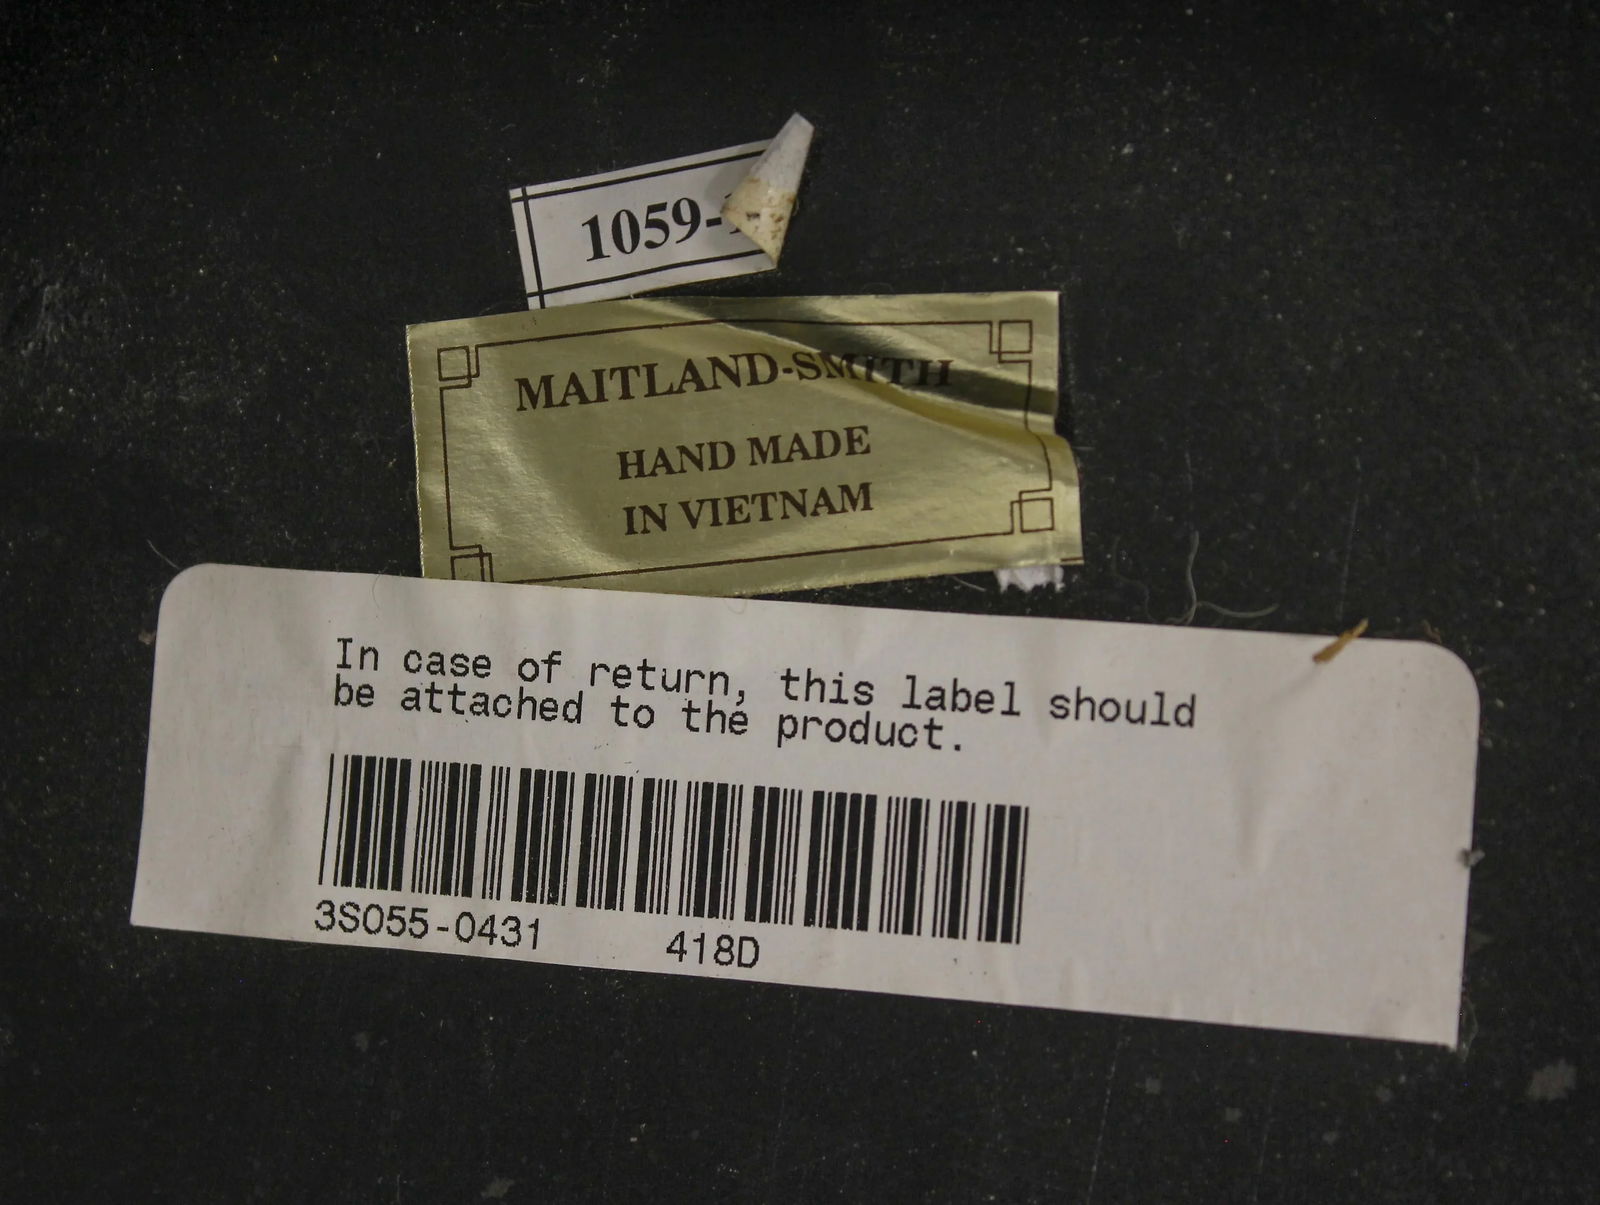 1059-
MAITLAND-SMITH
HAND MADE
IN VIETNAM
In case of return, this label should
be attached to the product.
3S055-0431 418D